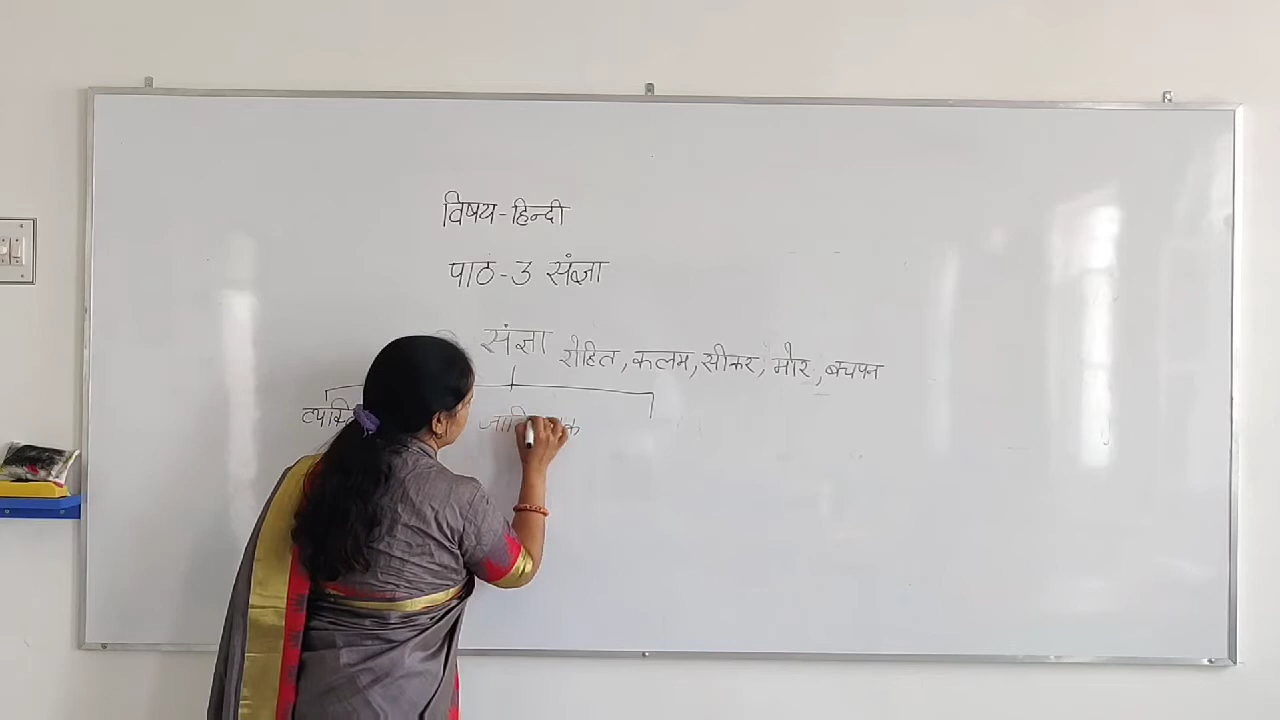 विषय-हिन्दी
पाठ-3 संज्ञा
संज्ञा रोहित, कलम, सीकर, मोर, बचपन